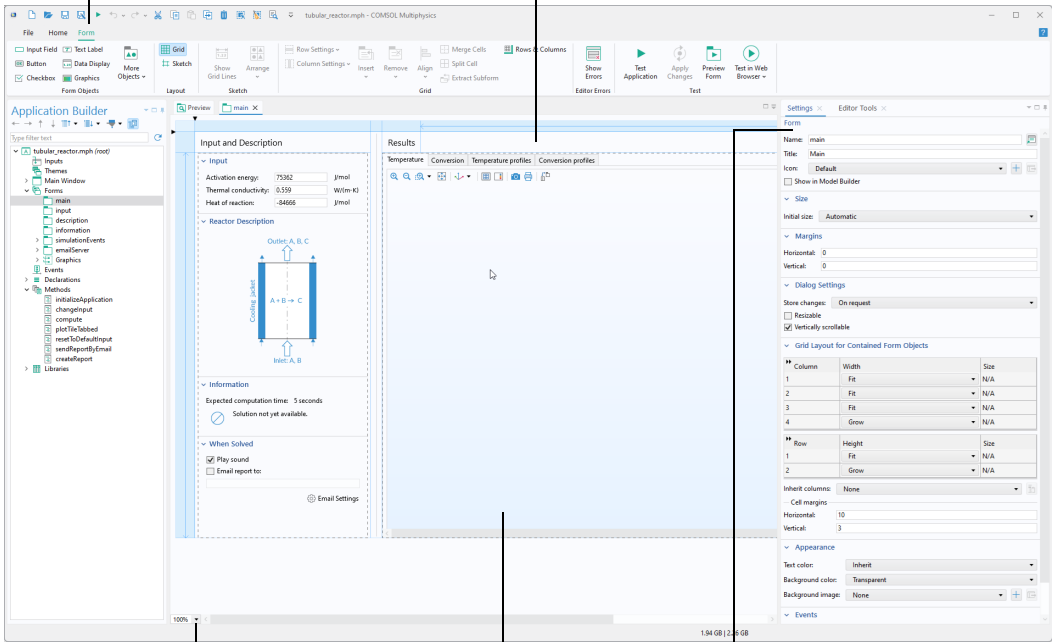 tubular_reactor.mph - COMSOL Multiphysics
File Home Form
Input Field Text Label
Button Data Display
Checkbox Graphics
More Objects
Form Objects
Grid
Sketch
Layout
Show Grid Lines
Arrange
Sketch
Row Settings
Column Settings
Insert
Remove
Align
Merge Cells
Split Cell
Extract Subform
Rows & Columns
Grid
Show Errors
Editor Errors
Test Application
Apply Changes
Preview Form
Test in Web Browser
Test
Application Builder
Type filter text
tubular_reactor.mph (root)
Inputs
Themes
Main Window
Forms
main
input
description
information
simulationEvents
emailServer
Graphics
Events
Declarations
Methods
initializeApplication
changeInput
compute
plotTileTabbed
resetToDefaultInput
sendReportByEmail
createReport
Libraries
Preview main
Input and Description
Input
Activation energy: 75362 J/mol
Thermal conductivity: 0.559 W/(m·K)
Heat of reaction: -84666 J/mol
Reactor Description
Outlet: A, B, C
Cooling jacket
A + B → C
Inlet: A, B
Information
Expected computation time: 5 seconds
Solution not yet available.
When Solved
Play sound
Email report to:
Email Settings
Results
Temperature Conversion Temperature profiles Conversion profiles
100%
Settings Editor Tools
Form
Name: main
Title: Main
Icon: Default
Show in Model Builder
Size
Initial size: Automatic
Margins
Horizontal: 0
Vertical: 0
Dialog Settings
Store changes: On request
Resizable
Vertically scrollable
Grid Layout for Contained Form Objects
Column Width Size
1 Fit N/A
2 Fit N/A
3 Fit N/A
4 Grow N/A
Row Height Size
1 Fit N/A
2 Grow N/A
Inherit columns: None
Cell margins
Horizontal: 10
Vertical: 3
Appearance
Text color: Inherit
Background color: Transparent
Background image: None
Events
1.94 GB |